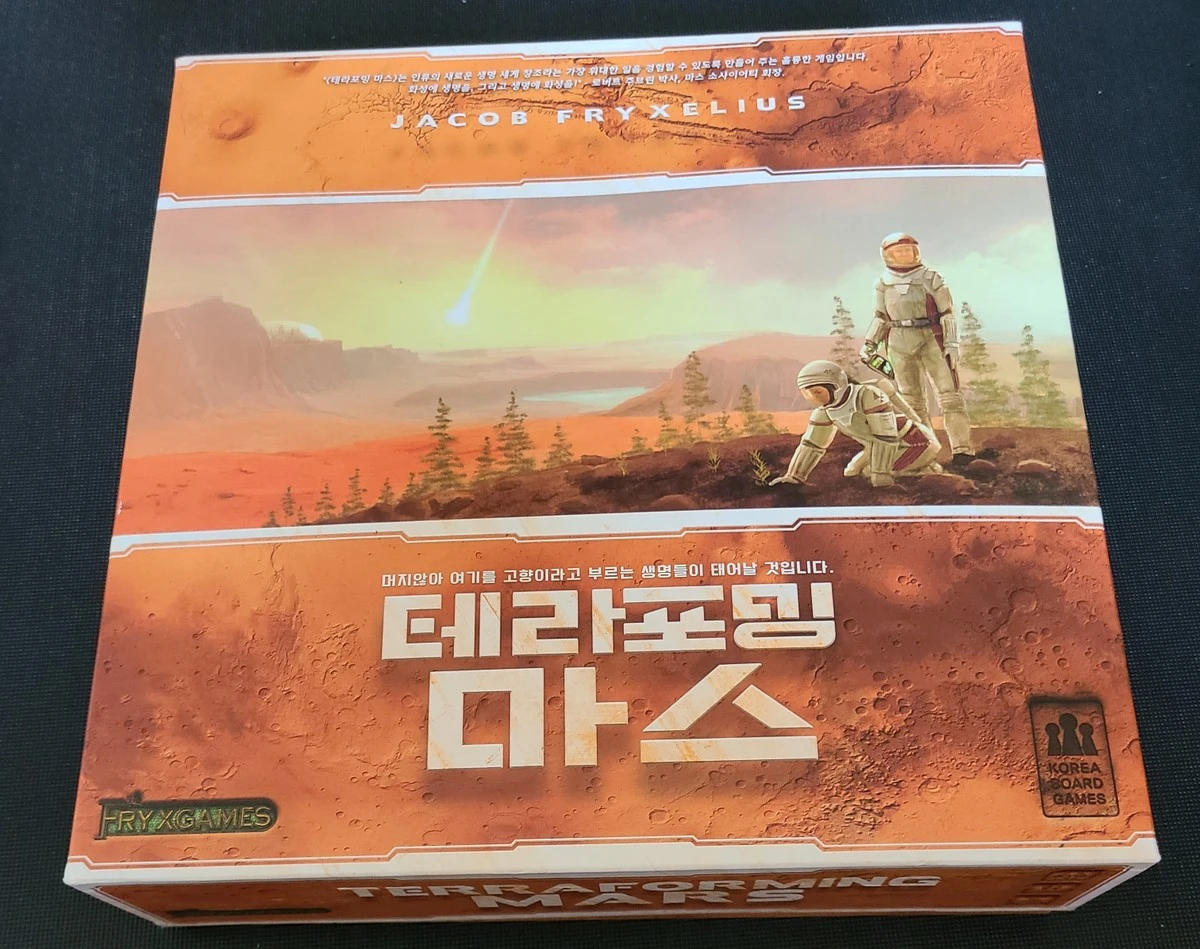 "《테라포밍 마스》는 인류의 새로운 생명 세계 창조라는 가장 위대한 일을 경험할 수 있도록 만들어 주는 훌륭한 게임입니다.
화성에 생명을, 그리고 생명에 화성을!" - 로버트 주브린 박사, 마스 소사이어티 회장.
JACOB FRYXELIUS
머지않아 여기를 고향이라고 부르는 생명들이 태어날 것입니다.
테라포밍
마스
FRYXGAMES
KOREA
BOARD
GAMES
TERRAFORMING
MARS